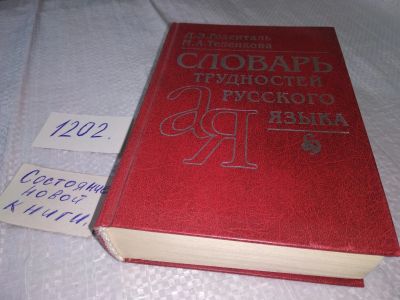 Д.Э.Розенталь
М.А.Теленкова
СЛОВАРЬ
ТРУДНОСТЕЙ
РУССКОГО
ЯЗЫКА
а
Я
1202.
Состояние
новой
книги.